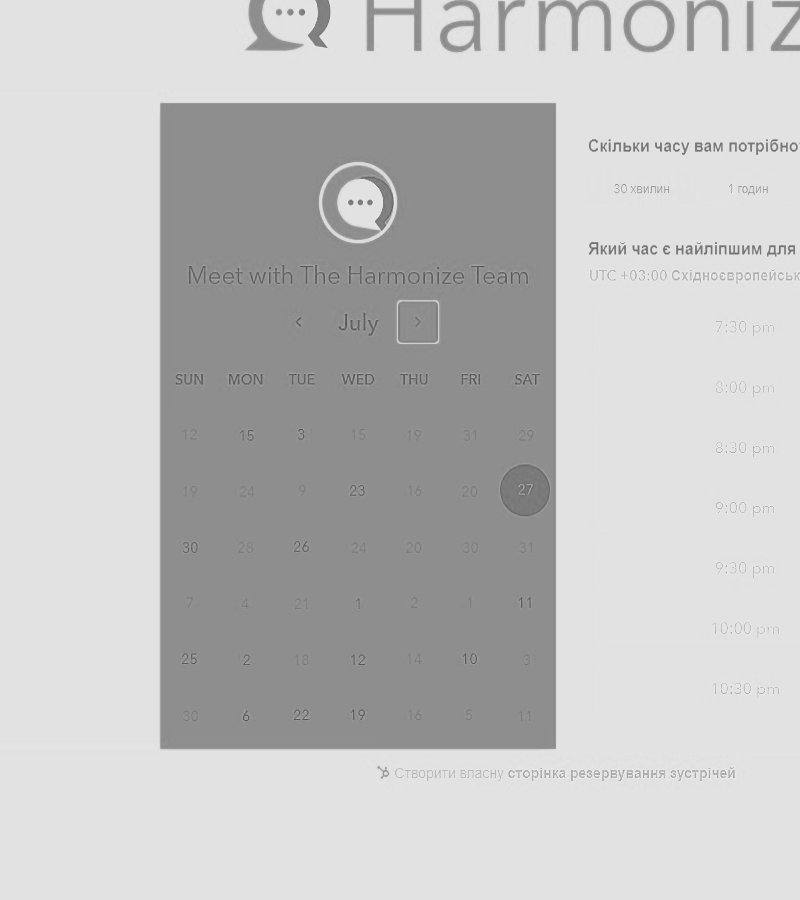 Harmoniz
Meet with The Harmonize Team
July
SUN MON TUE WED THU FRI SAT
12 15 3 15 19 31 29
19 24 9 23 16 20 27
30 28 26 24 20 30 31
7 4 21 1 2 1 11
25 2 18 12 14 10 3
30 6 22 19 16 5 11
Скільки часу вам потрібно
30 хвилин 1 годин
Який час є найліпшим для
UTC +03:00 Східноєвропейськ
7:30 pm
8:00 pm
8:30 pm
9:00 pm
9:30 pm
10:00 pm
10:30 pm
Створити власну сторінка резервування зустрічей